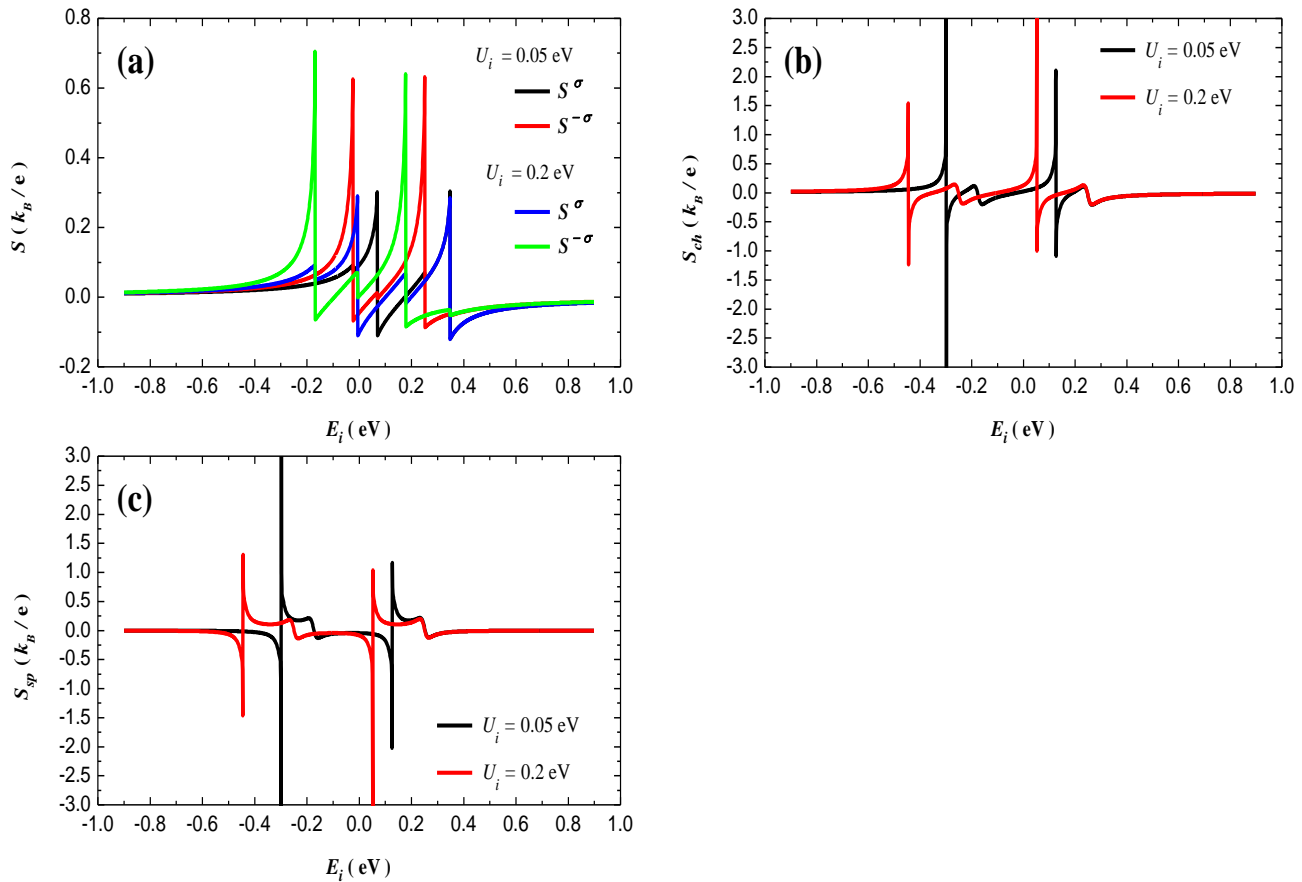 (a)
U_i = 0.05 eV
S^σ
S^-σ
U_i = 0.2 eV
S^σ
S^-σ
0.8
0.6
0.4
0.2
0.0
-0.2
S ( k_B / e )
-1.0 -0.8 -0.6 -0.4 -0.2 0.0 0.2 0.4 0.6 0.8 1.0
E_i ( eV )
(b)
U_i = 0.05 eV
U_i = 0.2 eV
3.0
2.5
2.0
1.5
1.0
0.5
0.0
-0.5
-1.0
-1.5
-2.0
-2.5
-3.0
S_ch ( k_B / e )
-1.0 -0.8 -0.6 -0.4 -0.2 0.0 0.2 0.4 0.6 0.8 1.0
E_i ( eV )
(c)
3.0
2.5
2.0
1.5
1.0
0.5
0.0
-0.5
-1.0
-1.5
-2.0
-2.5
-3.0
S_sp ( k_B / e )
U_i = 0.05 eV
U_i = 0.2 eV
-1.0 -0.8 -0.6 -0.4 -0.2 0.0 0.2 0.4 0.6 0.8 1.0
E_i ( eV )